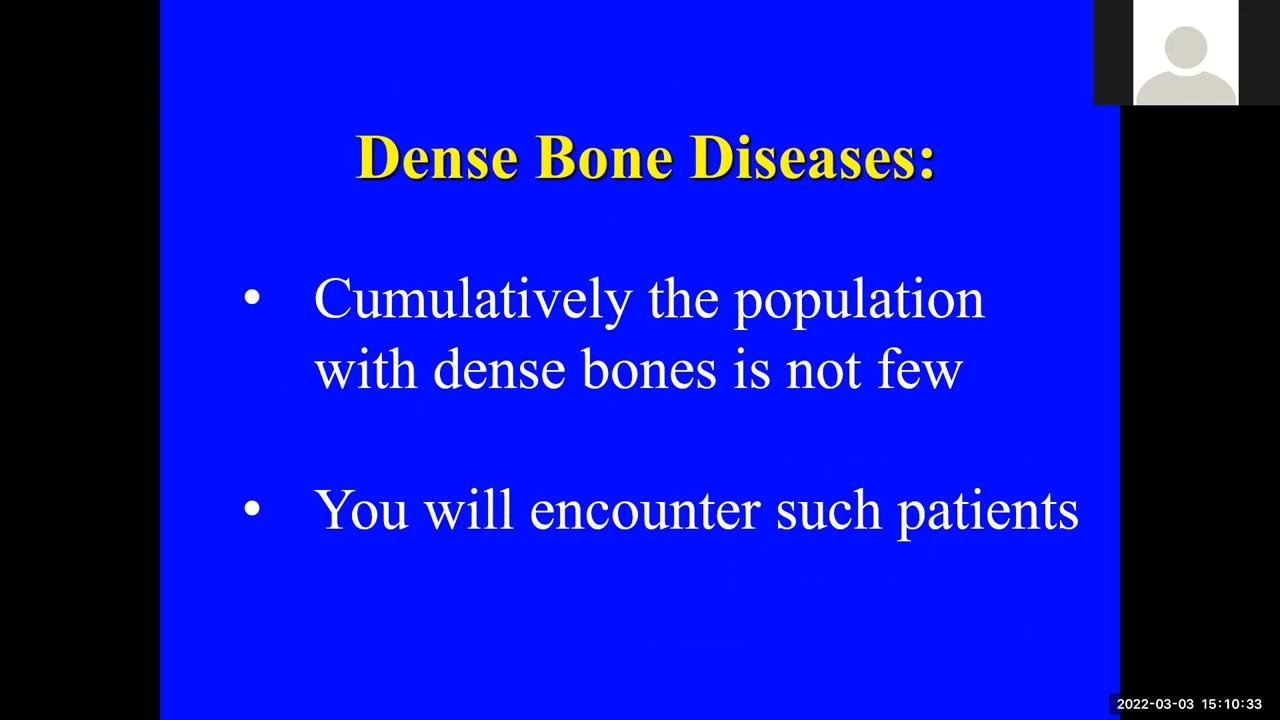 Dense Bone Diseases:
• Cumulatively the population
with dense bones is not few
• You will encounter such patients
2022-03-03 15:10:33